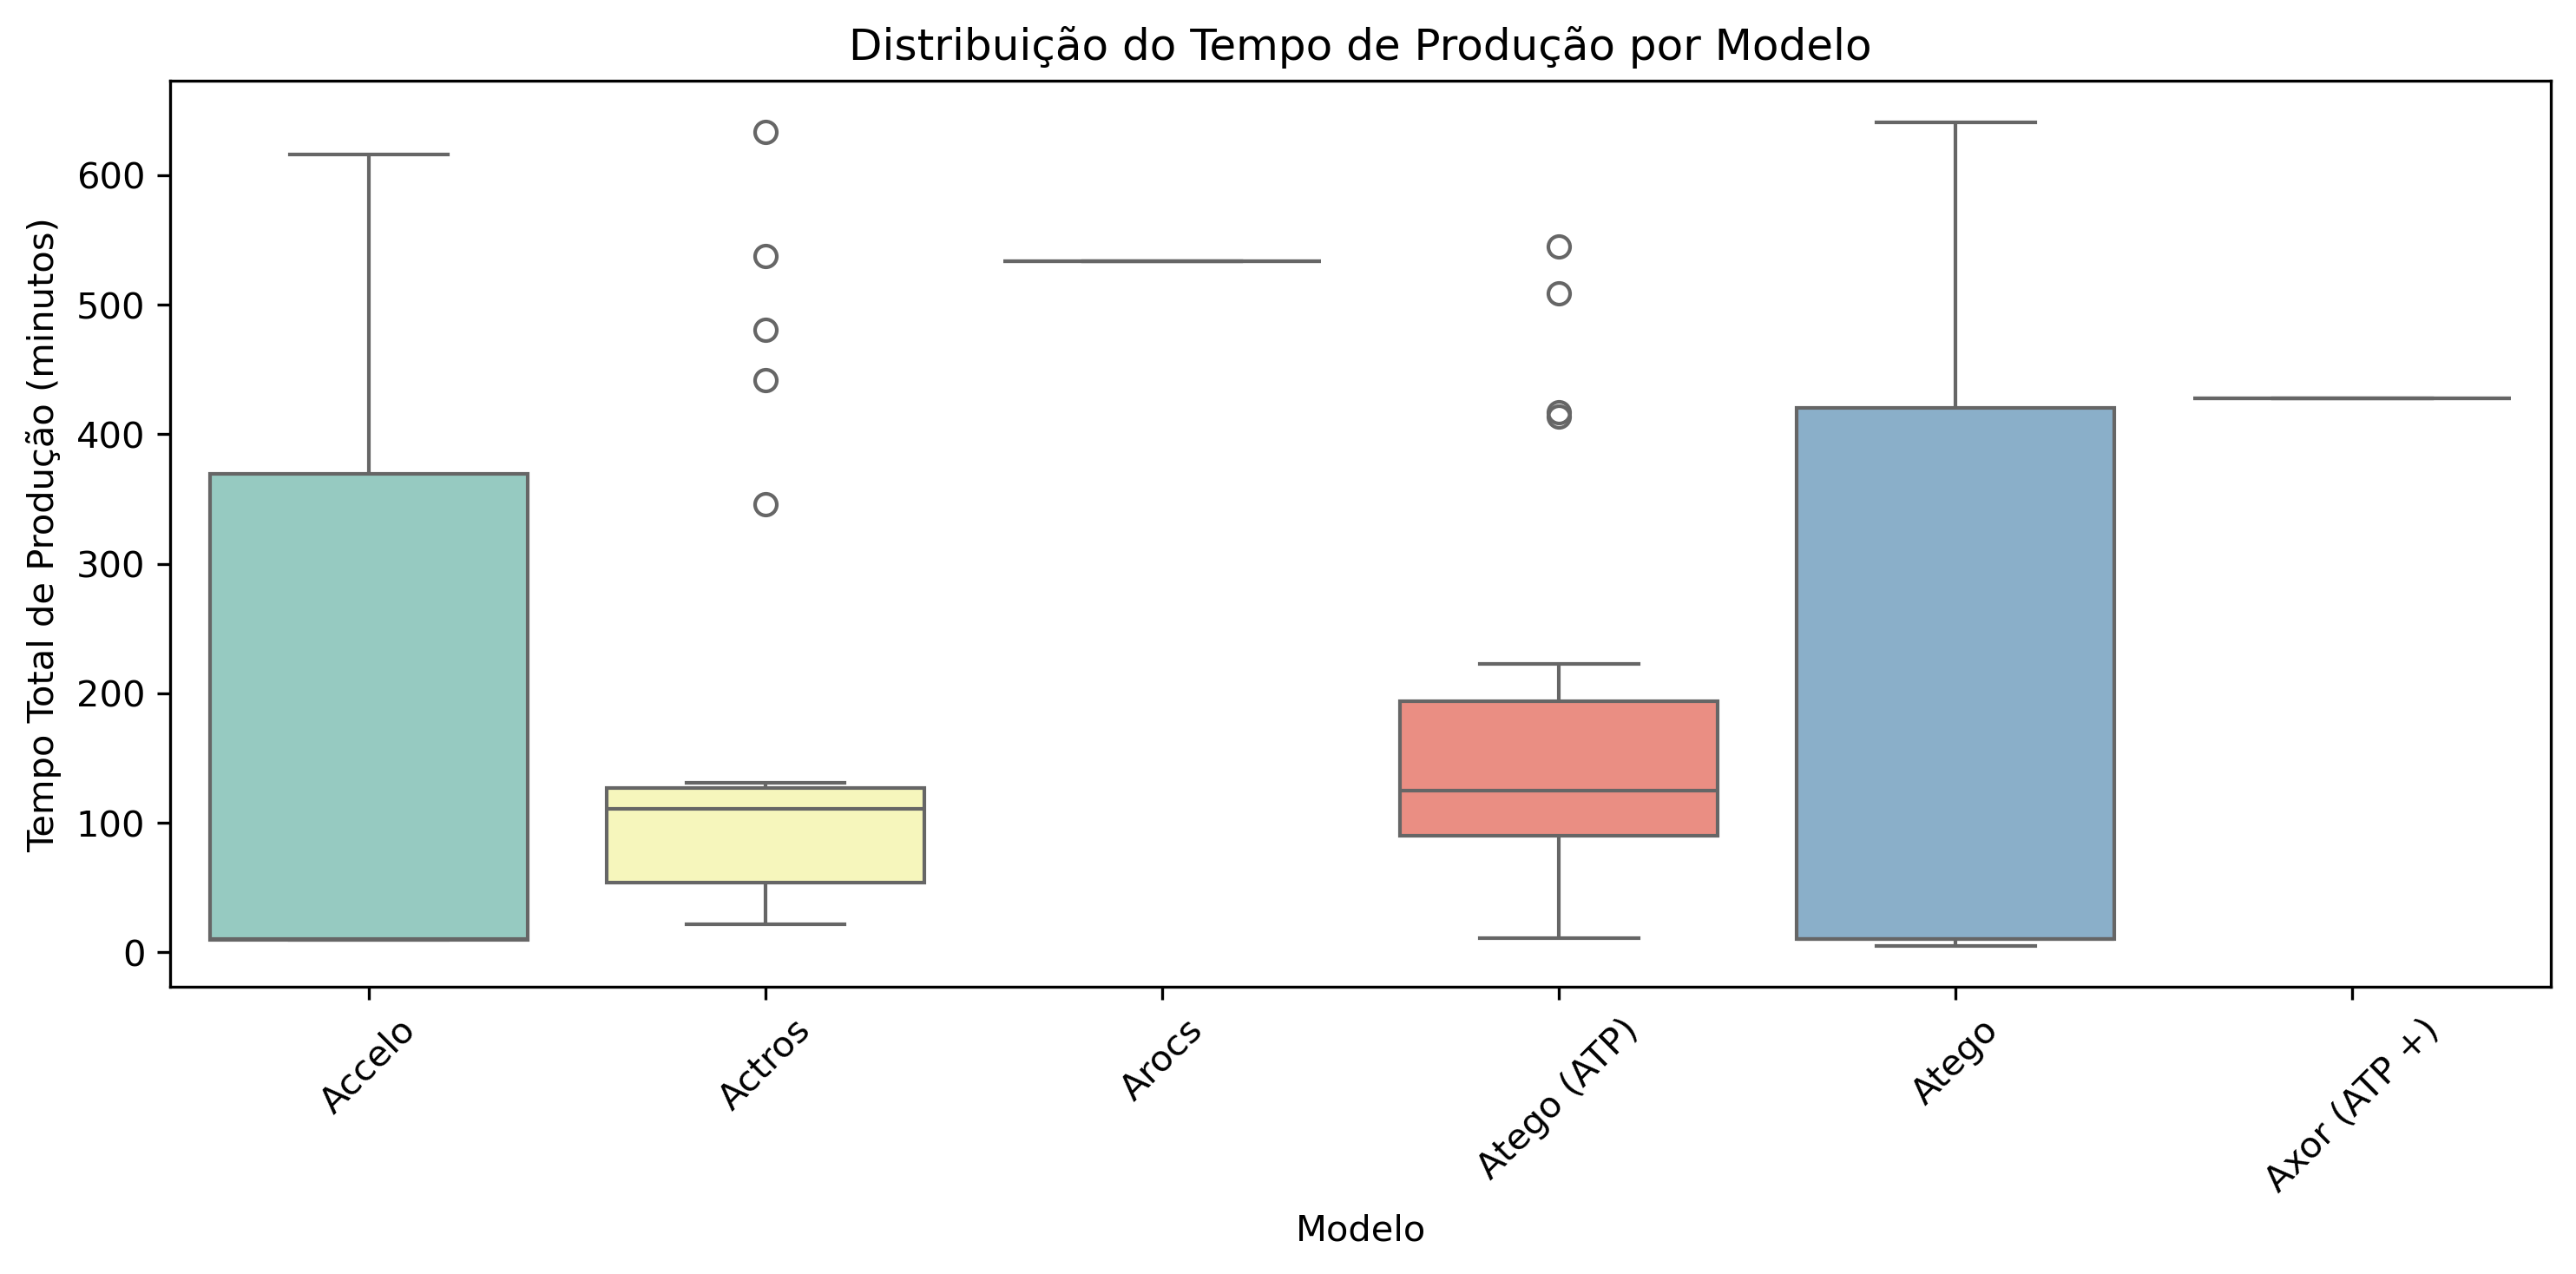 Distribuição do Tempo de Produção por Modelo
Tempo Total de Produção (minutos)
600
500
400
300
200
100
0
Accelo
Actros
Arocs
Atego (ATP)
Atego
Axor (ATP +)
Modelo